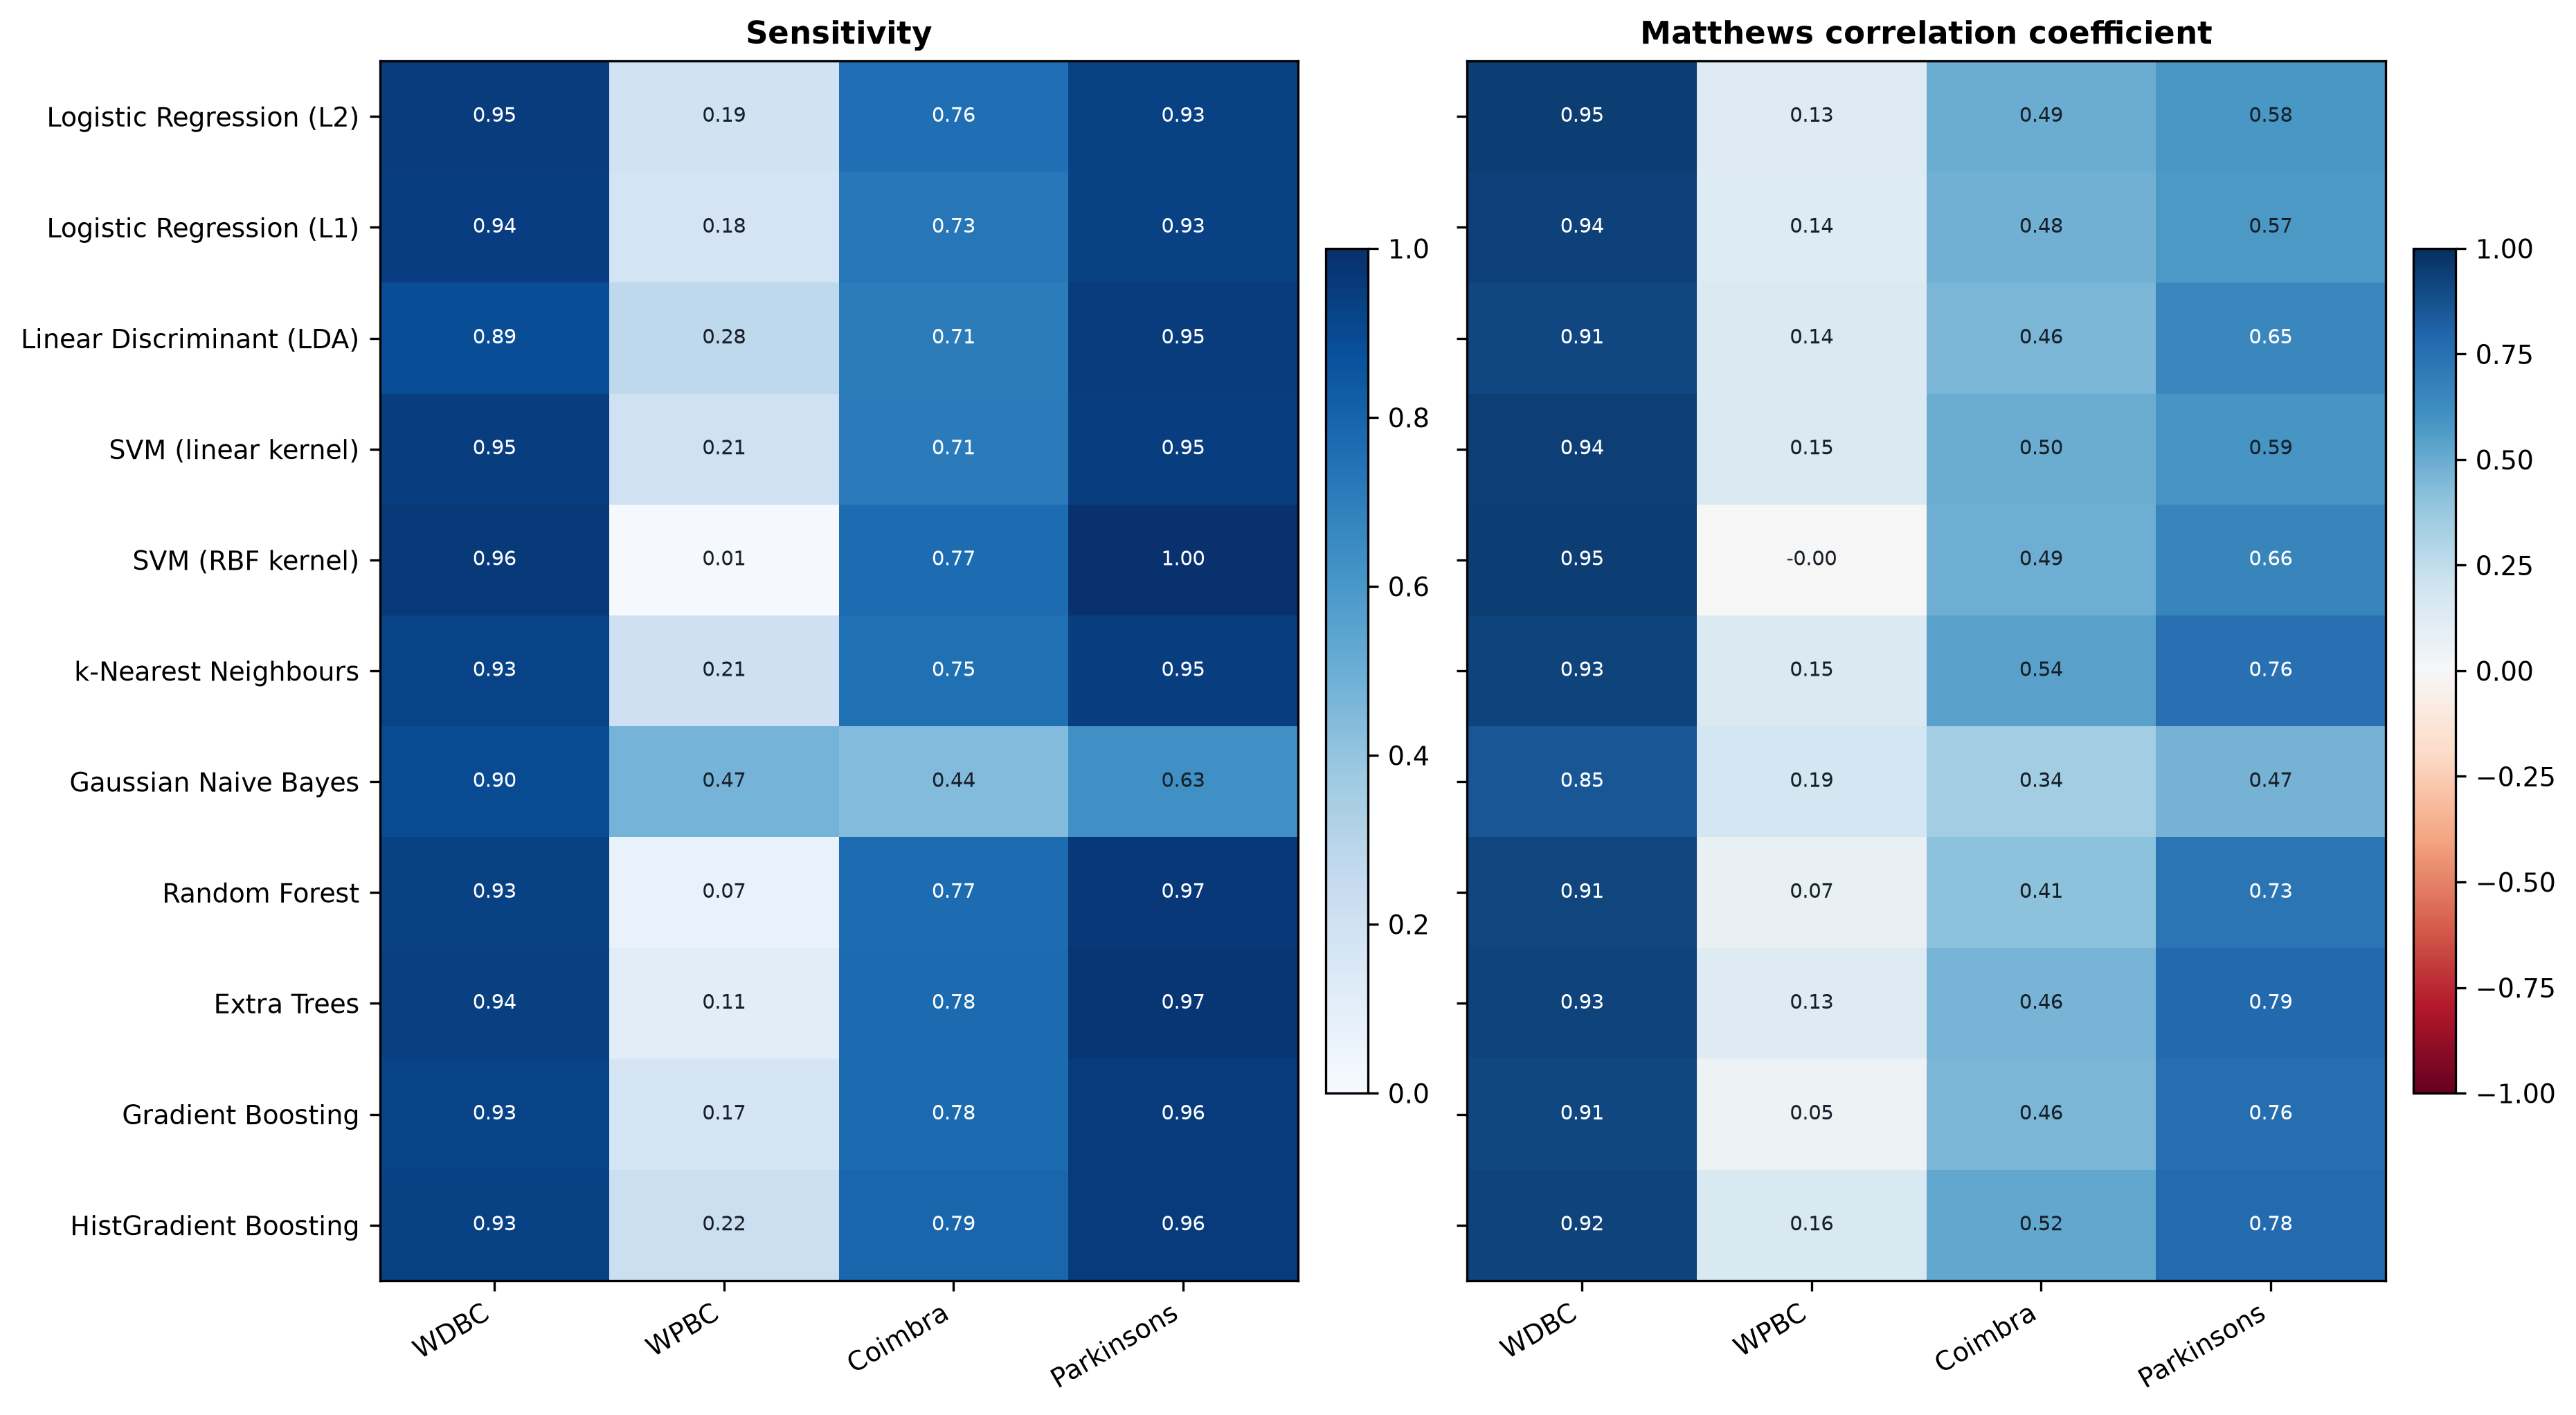 Sensitivity
Matthews correlation coefficient
Logistic Regression (L2) 0.95 0.19 0.76 0.93 0.95 0.13 0.49 0.58
Logistic Regression (L1) 0.94 0.18 0.73 0.93 0.94 0.14 0.48 0.57
Linear Discriminant (LDA) 0.89 0.28 0.71 0.95 0.91 0.14 0.46 0.65
SVM (linear kernel) 0.95 0.21 0.71 0.95 0.94 0.15 0.50 0.59
SVM (RBF kernel) 0.96 0.01 0.77 1.00 0.95 -0.00 0.49 0.66
k-Nearest Neighbours 0.93 0.21 0.75 0.95 0.93 0.15 0.54 0.76
Gaussian Naive Bayes 0.90 0.47 0.44 0.63 0.85 0.19 0.34 0.47
Random Forest 0.93 0.07 0.77 0.97 0.91 0.07 0.41 0.73
Extra Trees 0.94 0.11 0.78 0.97 0.93 0.13 0.46 0.79
Gradient Boosting 0.93 0.17 0.78 0.96 0.91 0.05 0.46 0.76
HistGradient Boosting 0.93 0.22 0.79 0.96 0.92 0.16 0.52 0.78
WDBC WPBC Coimbra Parkinsons
WDBC WPBC Coimbra Parkinsons
1.0
0.8
0.6
0.4
0.2
0.0
1.00
0.75
0.50
0.25
0.00
−0.25
−0.50
−0.75
−1.00